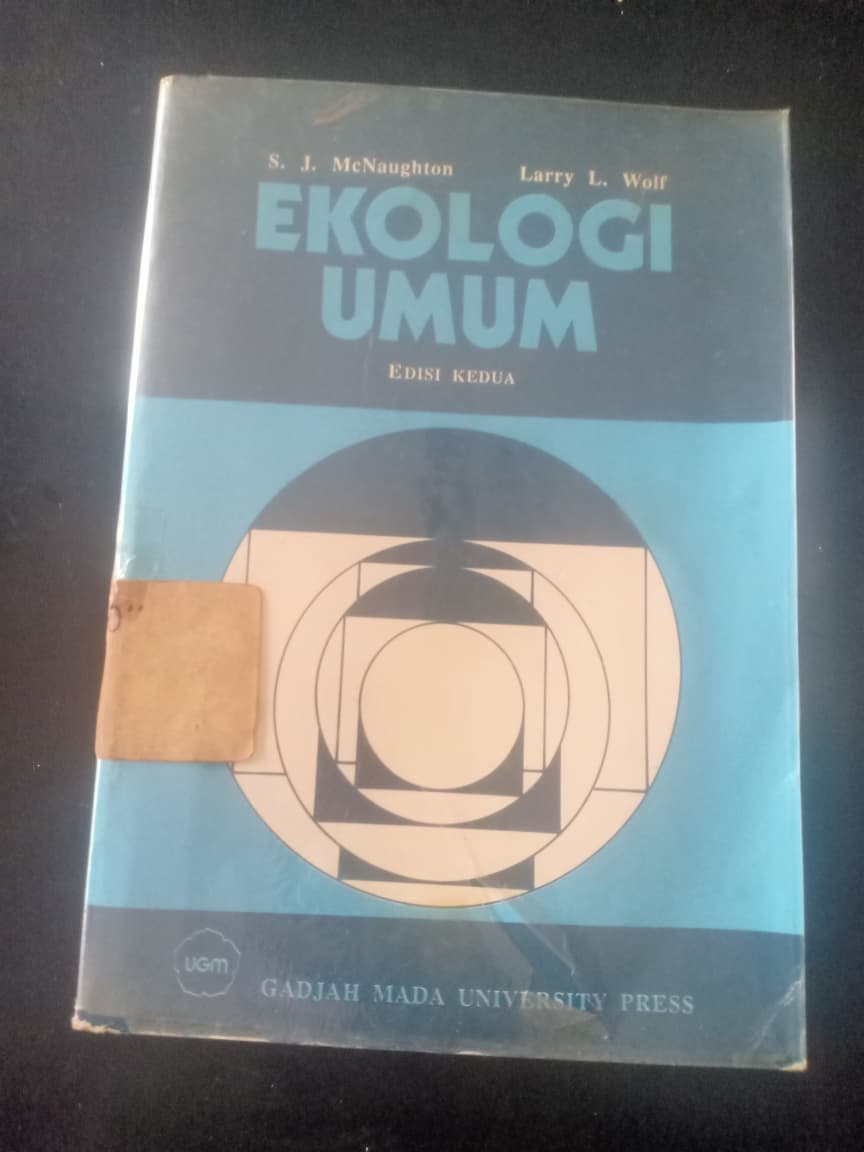 S. J. McNaughton Larry L. Wolf
EKOLOGI
UMUM
EDISI KEDUA
UGM
GADJAH MADA UNIVERSITY PRESS